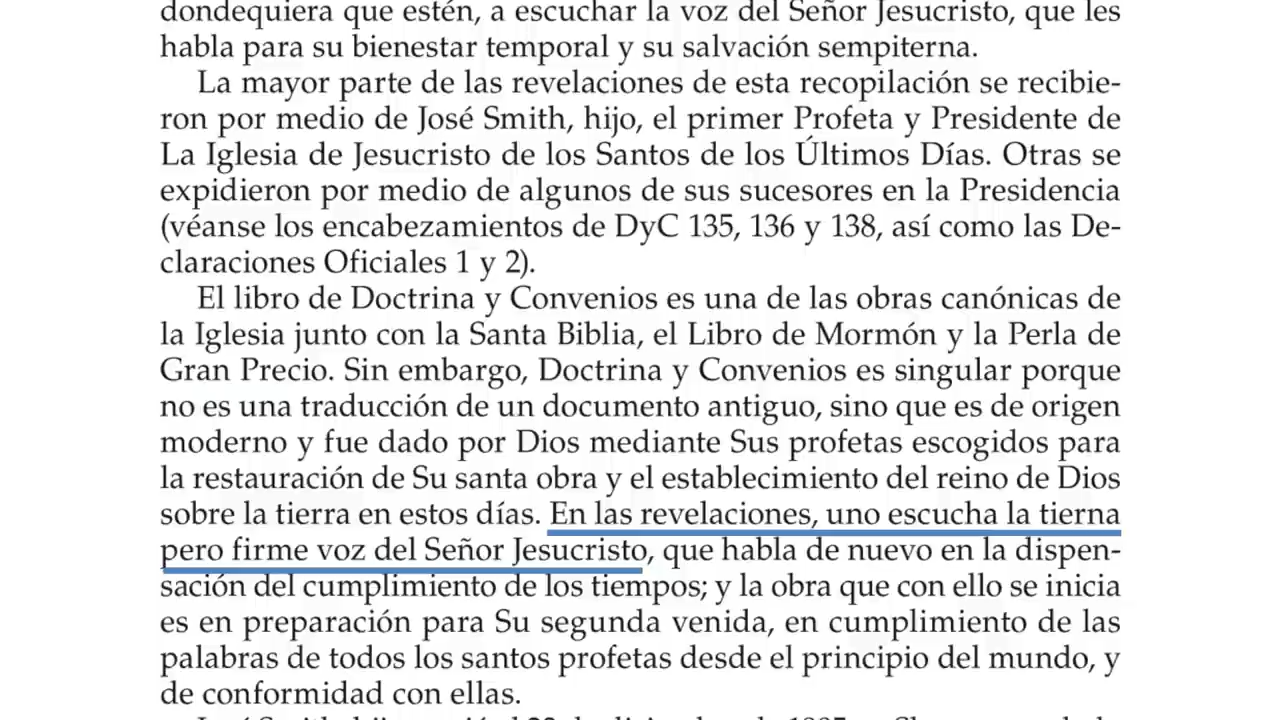 dondequiera que estén, a escuchar la voz del Señor Jesucristo, que les
habla para su bienestar temporal y su salvación sempiterna.
La mayor parte de las revelaciones de esta recopilación se recibie-
ron por medio de José Smith, hijo, el primer Profeta y Presidente de
La Iglesia de Jesucristo de los Santos de los Últimos Días. Otras se
expidieron por medio de algunos de sus sucesores en la Presidencia
(véanse los encabezamientos de DyC 135, 136 y 138, así como las De-
claraciones Oficiales 1 y 2).
El libro de Doctrina y Convenios es una de las obras canónicas de
la Iglesia junto con la Santa Biblia, el Libro de Mormón y la Perla de
Gran Precio. Sin embargo, Doctrina y Convenios es singular porque
no es una traducción de un documento antiguo, sino que es de origen
moderno y fue dado por Dios mediante Sus profetas escogidos para
la restauración de Su santa obra y el establecimiento del reino de Dios
sobre la tierra en estos días. En las revelaciones, uno escucha la tierna
pero firme voz del Señor Jesucristo, que habla de nuevo en la dispen-
sación del cumplimiento de los tiempos; y la obra que con ello se inicia
es en preparación para Su segunda venida, en cumplimiento de las
palabras de todos los santos profetas desde el principio del mundo, y
de conformidad con ellas.